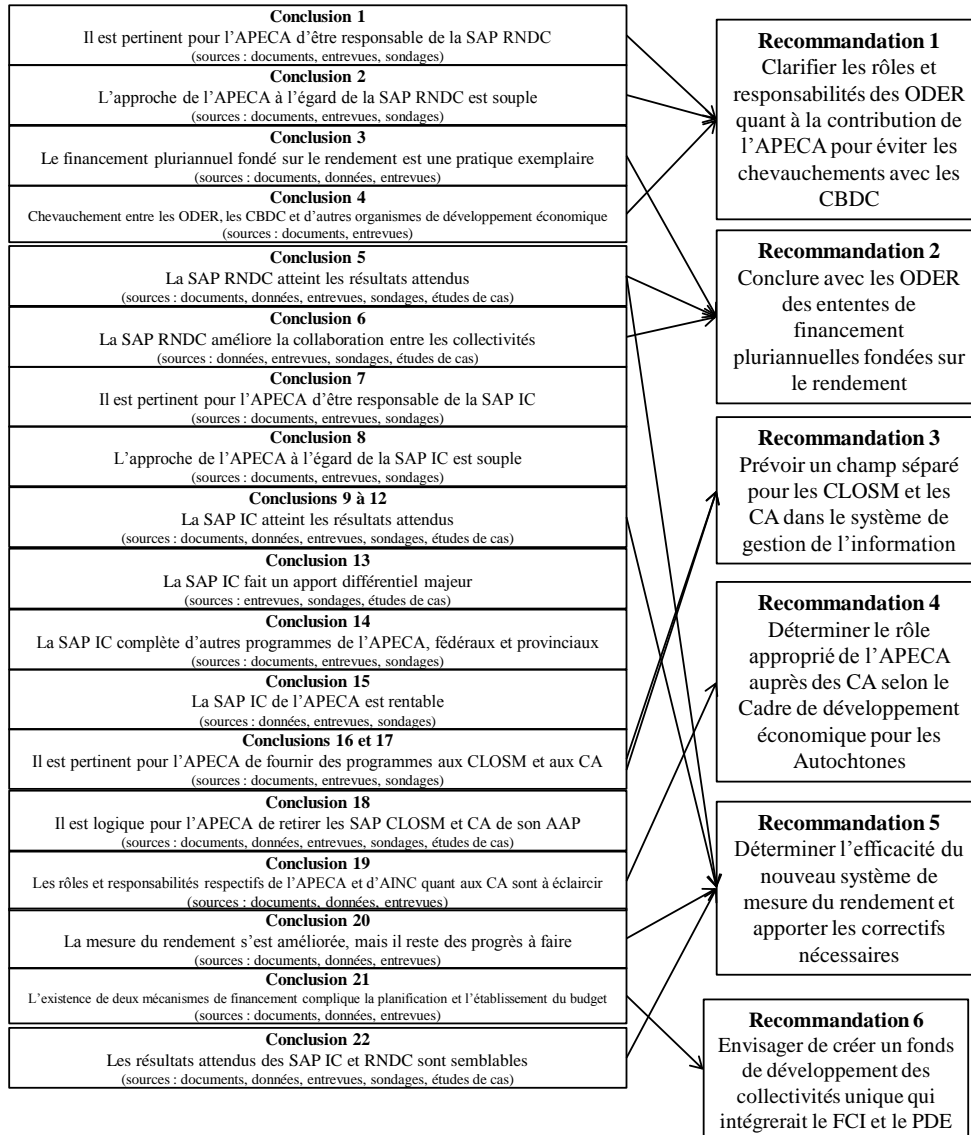 Conclusion 1
Il est pertinent pour l’APECA d’être responsable de la SAP RNDC
(sources : documents, entrevues, sondages)
Conclusion 2
L’approche de l’APECA à l’égard de la SAP RNDC est souple
(sources : documents, entrevues, sondages)
Conclusion 3
Le financement pluriannuel fondé sur le rendement est une pratique exemplaire
(sources : documents, données, entrevues)
Conclusion 4
Chevauchement entre les ODER, les CBDC et d’autres organismes de développement économique
(sources : documents, entrevues)
Conclusion 5
La SAP RNDC atteint les résultats attendus
(sources : documents, données, entrevues, sondages, études de cas)
Conclusion 6
La SAP RNDC améliore la collaboration entre les collectivités
(sources : données, entrevues, sondages, études de cas)
Conclusion 7
Il est pertinent pour l’APECA d’être responsable de la SAP IC
(sources : documents, entrevues, sondages)
Conclusion 8
L’approche de l’APECA à l’égard de la SAP IC est souple
(sources : documents, entrevues, sondages)
Conclusions 9 à 12
La SAP IC atteint les résultats attendus
(sources : documents, données, entrevues, sondages, études de cas)
Conclusion 13
La SAP IC fait un apport différentiel majeur
(sources : entrevues, sondages, études de cas)
Conclusion 14
La SAP IC complète d’autres programmes de l’APECA, fédéraux et provinciaux
(sources : documents, entrevues, sondages)
Conclusion 15
La SAP IC de l’APECA est rentable
(sources : données, entrevues, sondages)
Conclusions 16 et 17
Il est pertinent pour l’APECA de fournir des programmes aux CLOSM et aux CA
(sources : documents, entrevues, sondages)
Conclusion 18
Il est logique pour l’APECA de retirer les SAP CLOSM et CA de son AAP
(sources : documents, données, entrevues, sondages, études de cas)
Conclusion 19
Les rôles et responsabilités respectifs de l’APECA et d’AINC quant aux CA sont à éclaircir
(sources : documents, données, entrevues)
Conclusion 20
La mesure du rendement s’est améliorée, mais il reste des progrès à faire
(sources : documents, données, entrevues)
Conclusion 21
L’existence de deux mécanismes de financement complique la planification et l’établissement du budget
(sources : documents, données, entrevues)
Conclusion 22
Les résultats attendus des SAP IC et RNDC sont semblables
(sources : documents, données, entrevues, sondages, études de cas)
Recommandation 1
Clarifier les rôles et
responsabilités des ODER
quant à la contribution de
l’APECA pour éviter les
chevauchements avec les
CBDC
Recommandation 2
Conclure avec les ODER
des ententes de
financement
pluriannuelles fondées sur
le rendement
Recommandation 3
Prévoir un champ séparé
pour les CLOSM et les
CA dans le système de
gestion de l’information
Recommandation 4
Déterminer le rôle
approprié de l’APECA
auprès des CA selon le
Cadre de développement
économique pour les
Autochtones
Recommandation 5
Déterminer l’efficacité du
nouveau système de
mesure du rendement et
apporter les correctifs
nécessaires
Recommandation 6
Envisager de créer un fonds
de développement des
collectivités unique qui
intégrerait le FCI et le PDE